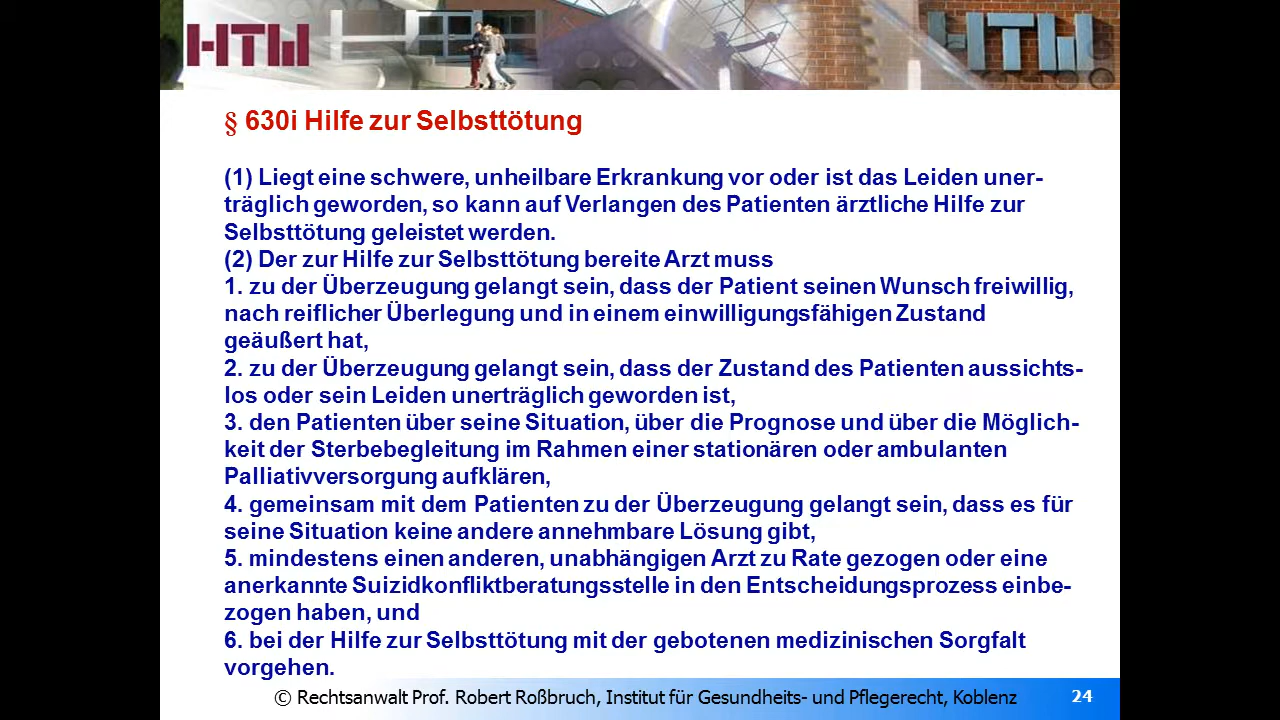 HTW
HTW
§ 630i Hilfe zur Selbsttötung
(1) Liegt eine schwere, unheilbare Erkrankung vor oder ist das Leiden uner-
träglich geworden, so kann auf Verlangen des Patienten ärztliche Hilfe zur
Selbsttötung geleistet werden.
(2) Der zur Hilfe zur Selbsttötung bereite Arzt muss
1. zu der Überzeugung gelangt sein, dass der Patient seinen Wunsch freiwillig,
nach reiflicher Überlegung und in einem einwilligungsfähigen Zustand
geäußert hat,
2. zu der Überzeugung gelangt sein, dass der Zustand des Patienten aussichts-
los oder sein Leiden unerträglich geworden ist,
3. den Patienten über seine Situation, über die Prognose und über die Möglich-
keit der Sterbebegleitung im Rahmen einer stationären oder ambulanten
Palliativversorgung aufklären,
4. gemeinsam mit dem Patienten zu der Überzeugung gelangt sein, dass es für
seine Situation keine andere annehmbare Lösung gibt,
5. mindestens einen anderen, unabhängigen Arzt zu Rate gezogen oder eine
anerkannte Suizidkonfliktberatungsstelle in den Entscheidungsprozess einbe-
zogen haben, und
6. bei der Hilfe zur Selbsttötung mit der gebotenen medizinischen Sorgfalt
vorgehen.
© Rechtsanwalt Prof. Robert Roßbruch, Institut für Gesundheits- und Pflegerecht, Koblenz
24